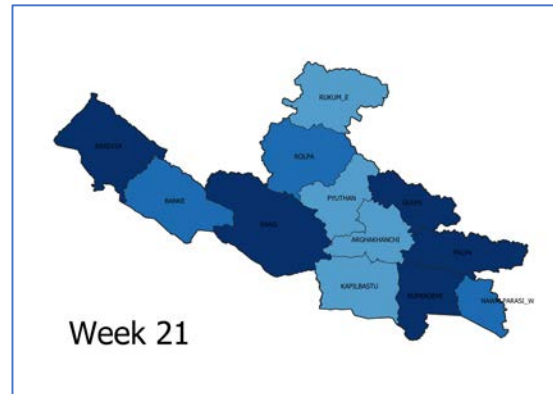 RUKUM_E
BARDIYA
ROLPA
BANKE
PYUTHAN
GULMI
DANG
ARGHAKHANCHI
PALPA
KAPILBASTU
RUPANDEHI
NAWALPARASI_W
Week 21